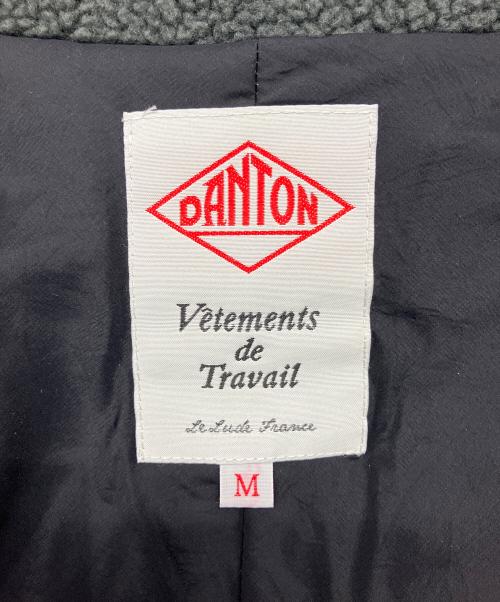 DANTON
Vêtements
de
Travail
Le Lude France
M